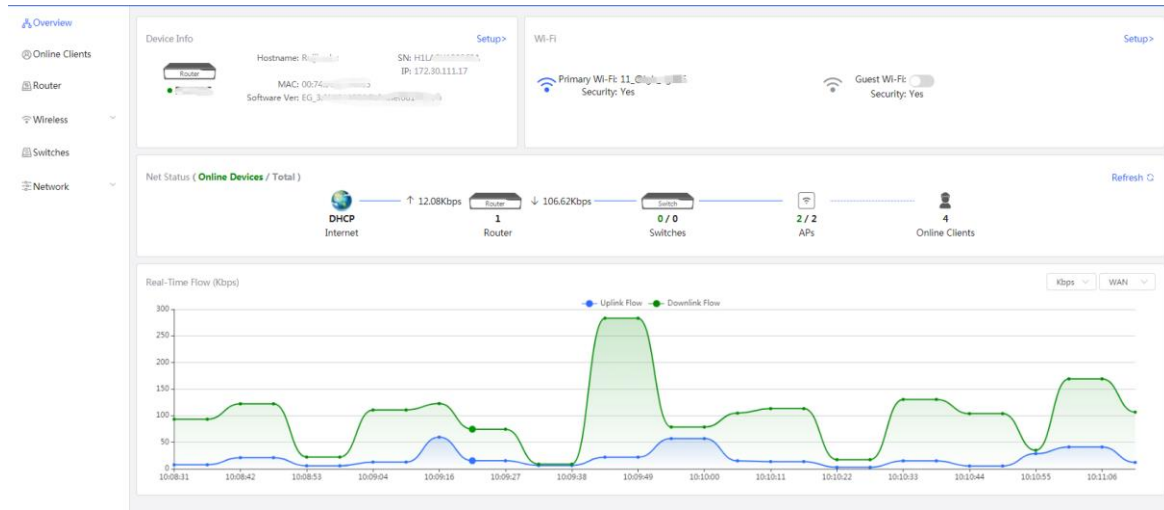 Overview
Online Clients
Router
Wireless
Switches
Network
Device Info
Setup>
Router
Hostname:
SN:
IP: 172.30.111.17
MAC: 00:74
Software Ver: EG_3
Wi-Fi
Setup>
Primary Wi-Fi: 11_
Security: Yes
Guest Wi-Fi:
Security: Yes
Net Status ( Online Devices / Total )
Refresh
↑ 12.08Kbps
Router
↓ 106.62Kbps
Switch
DHCP
1
0 / 0
2 / 2
4
Internet
Router
Switches
APs
Online Clients
Real-Time Flow (Kbps)
Kbps
WAN
Uplink Flow
Downlink Flow
300
250
200
150
100
50
0
10:08:31 10:08:42 10:08:53 10:09:04 10:09:16 10:09:27 10:09:38 10:09:49 10:10:00 10:10:11 10:10:22 10:10:33 10:10:44 10:10:55 10:11:06